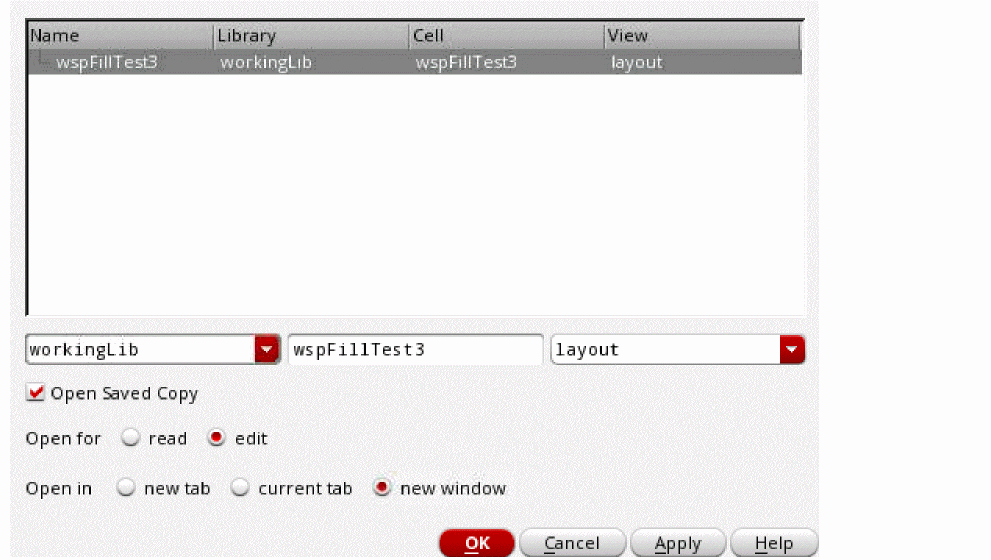 Name Library Cell View
wspFillTest3 workingLib wspFillTest3 layout
workingLib wspFillTest3 layout
Open Saved Copy
Open for read edit
Open in new tab current tab new window
OK Cancel Apply Help